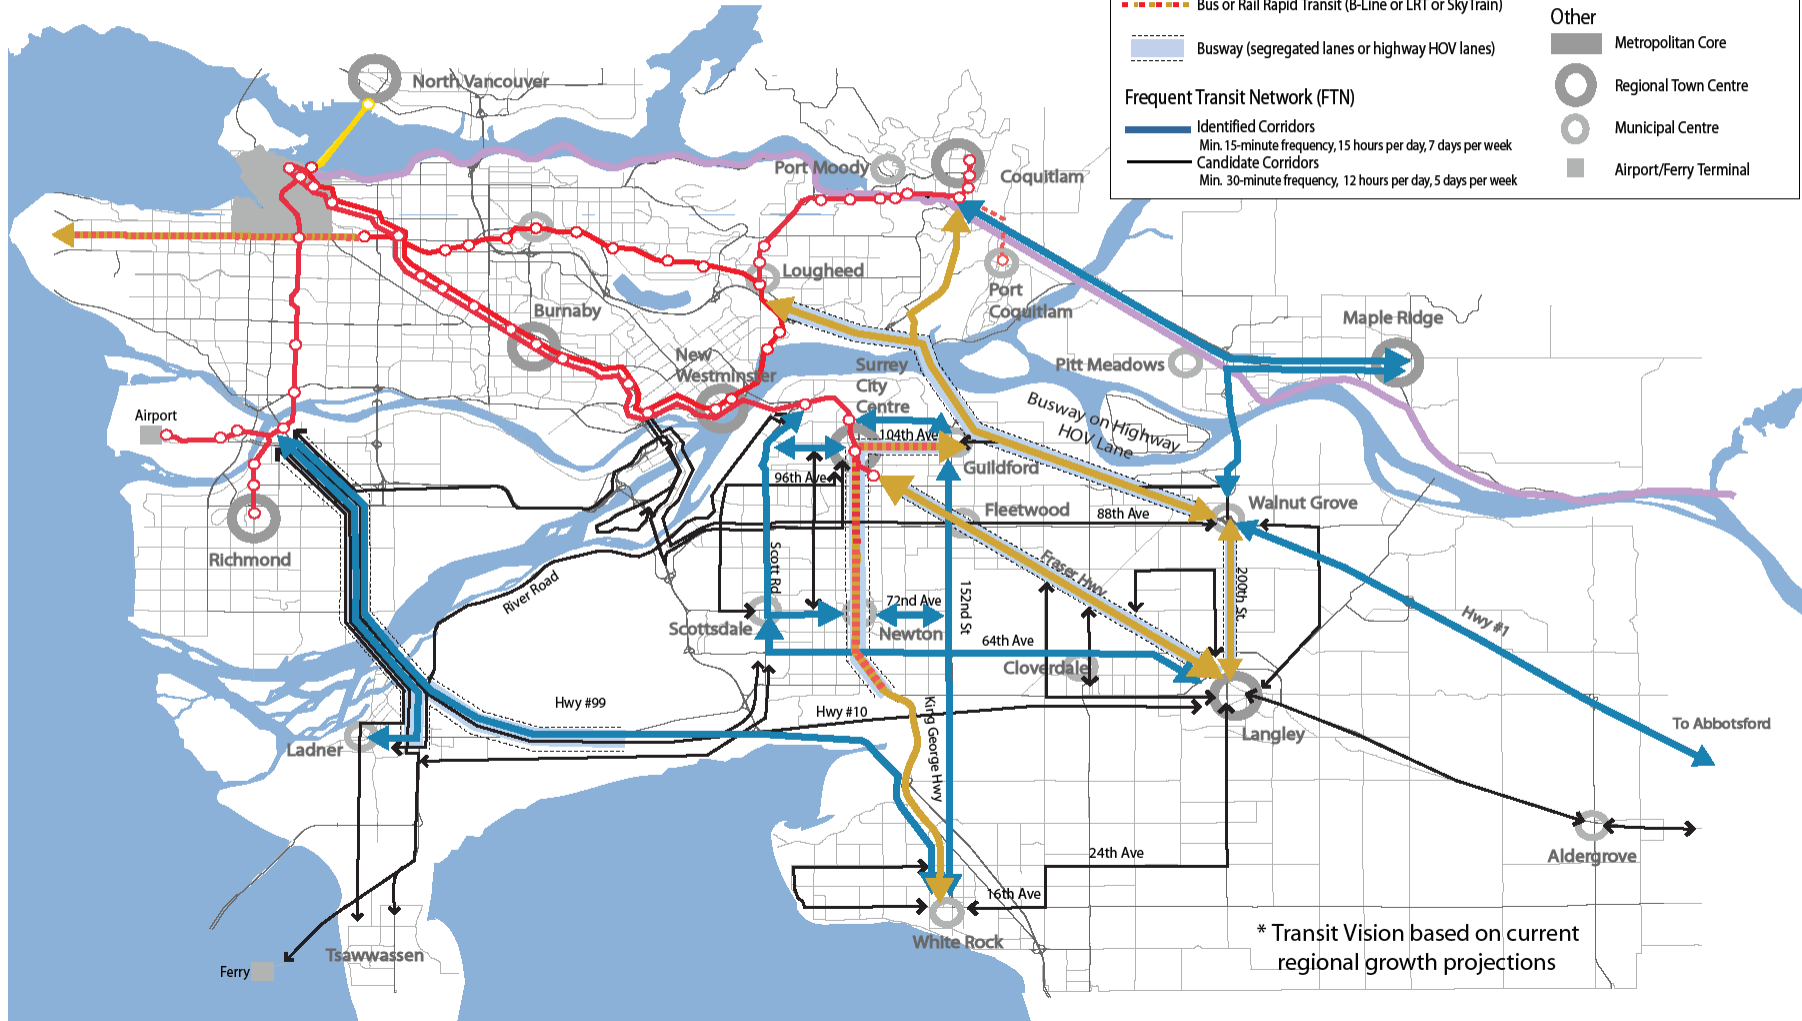 Bus or Rail Rapid Transit (B-Line or LRT or SkyTrain)
Busway (segregated lanes or highway HOV lanes)
Frequent Transit Network (FTN)
Identified Corridors
Min. 15-minute frequency, 15 hours per day, 7 days per week
Candidate Corridors
Min. 30-minute frequency, 12 hours per day, 5 days per week
Other
Metropolitan Core
Regional Town Centre
Municipal Centre
Airport/Ferry Terminal
North Vancouver
Port Moody
Coquitlam
Lougheed
Port
Coquitlam
Burnaby
Maple Ridge
New
Westminster
Surrey
City
Centre
Pitt Meadows
Busway on Highway
HOV Lane
Airport
104th Ave
Guildford
96th Ave
Fleetwood
88th Ave
Walnut Grove
Richmond
Scott Rd
Fraser Hwy
200th St
River Road
72nd Ave
152nd St
Hwy #1
Scottsdale
Newton
64th Ave
Cloverdale
Hwy #99
Hwy #10
King George Hwy
Ladner
Langley
To Abbotsford
24th Ave
Aldergrove
16th Ave
White Rock
Tsawwassen
Ferry
* Transit Vision based on current
regional growth projections